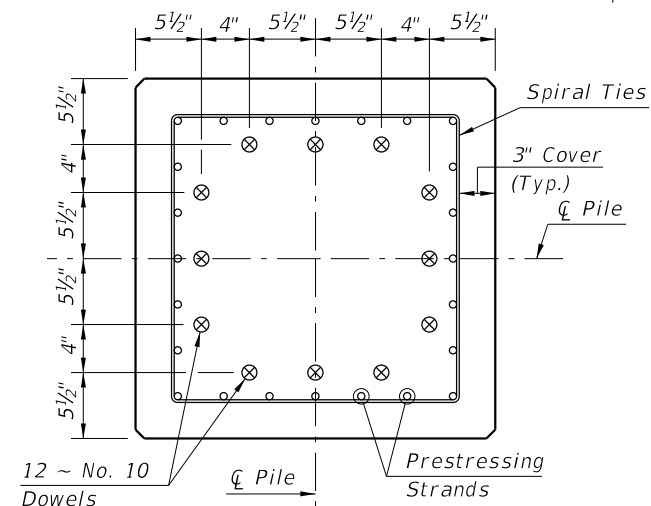 5½" 4" 5½" 5½" 4" 5½"
Spiral Ties
3" Cover
(Typ.)
℄ Pile
5½"
4"
5½"
5½"
4"
5½"
12 ~ No. 10
Dowels
℄ Pile
Prestressing
Strands